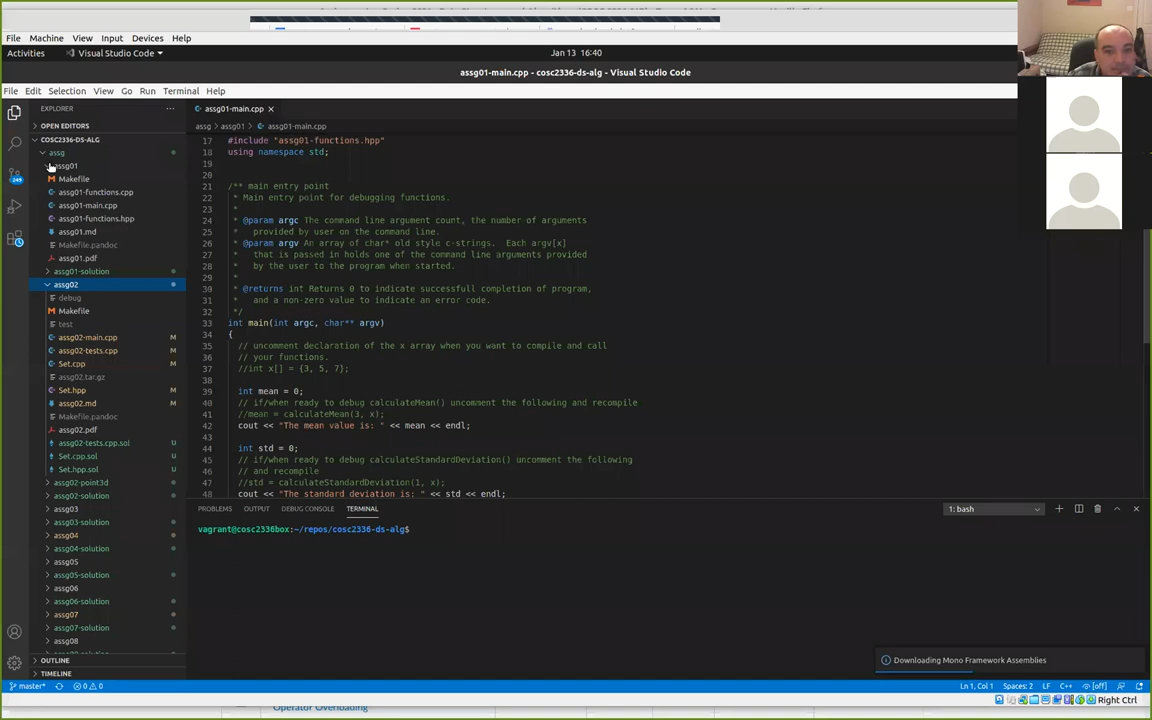 File Machine View Input Devices Help
Activities Visual Studio Code Jan 13 16:40
assg01-main.cpp - cosc2336-ds-alg - Visual Studio Code
File Edit Selection View Go Run Terminal Help
EXPLORER
OPEN EDITORS
COSC2336-DS-ALG
assg
assg01
Makefile
assg01-functions.cpp
assg01-main.cpp
assg01-functions.hpp
assg01.md
Makefile.pandoc
assg01.pdf
assg01-solution
assg02
debug
Makefile
test
assg02-main.cpp M
assg02-tests.cpp M
Set.cpp M
assg02.tar.gz
Set.hpp M
assg02.md M
Makefile.pandoc
assg02.pdf
assg02-tests.cpp.sol U
Set.cpp.sol U
Set.hpp.sol U
assg02-point3d
assg02-solution
assg03
assg03-solution
assg04
assg04-solution
assg05
assg05-solution
assg06
assg06-solution
assg07
assg07-solution
assg08
OUTLINE
TIMELINE
249
assg01-main.cpp
assg > assg01 > assg01-main.cpp
17 #include "assg01-functions.hpp"
18 using namespace std;
19
20
21 /** main entry point
22 * Main entry point for debugging functions.
23 *
24 * @param argc The command line argument count, the number of arguments
25 * provided by user on the command line.
26 * @param argv An array of char* old style c-strings. Each argv[x]
27 * that is passed in holds one of the command line arguments provided
28 * by the user to the program when started.
29 *
30 * @returns int Returns 0 to indicate successfull completion of program,
31 * and a non-zero value to indicate an error code.
32 */
33 int main(int argc, char** argv)
34 {
35 // uncomment declaration of the x array when you want to compile and call
36 // your functions.
37 //int x[] = {3, 5, 7};
38
39 int mean = 0;
40 // if/when ready to debug calculateMean() uncomment the following and recompile
41 //mean = calculateMean(3, x);
42 cout << "The mean value is: " << mean << endl;
43
44 int std = 0;
45 // if/when ready to debug calculateStandardDeviation() uncomment the following
46 // and recompile
47 //std = calculateStandardDeviation(1, x);
48 cout << "The standard deviation is: " << std << endl;
PROBLEMS OUTPUT DEBUG CONSOLE TERMINAL 1: bash
vagrant@cosc2336box:~/repos/cosc2336-ds-alg$
Downloading Mono Framework Assemblies
master* 0 0 Ln 1, Col 1 Spaces: 2 LF C++ [off]
Right Ctrl
Operator Overloading